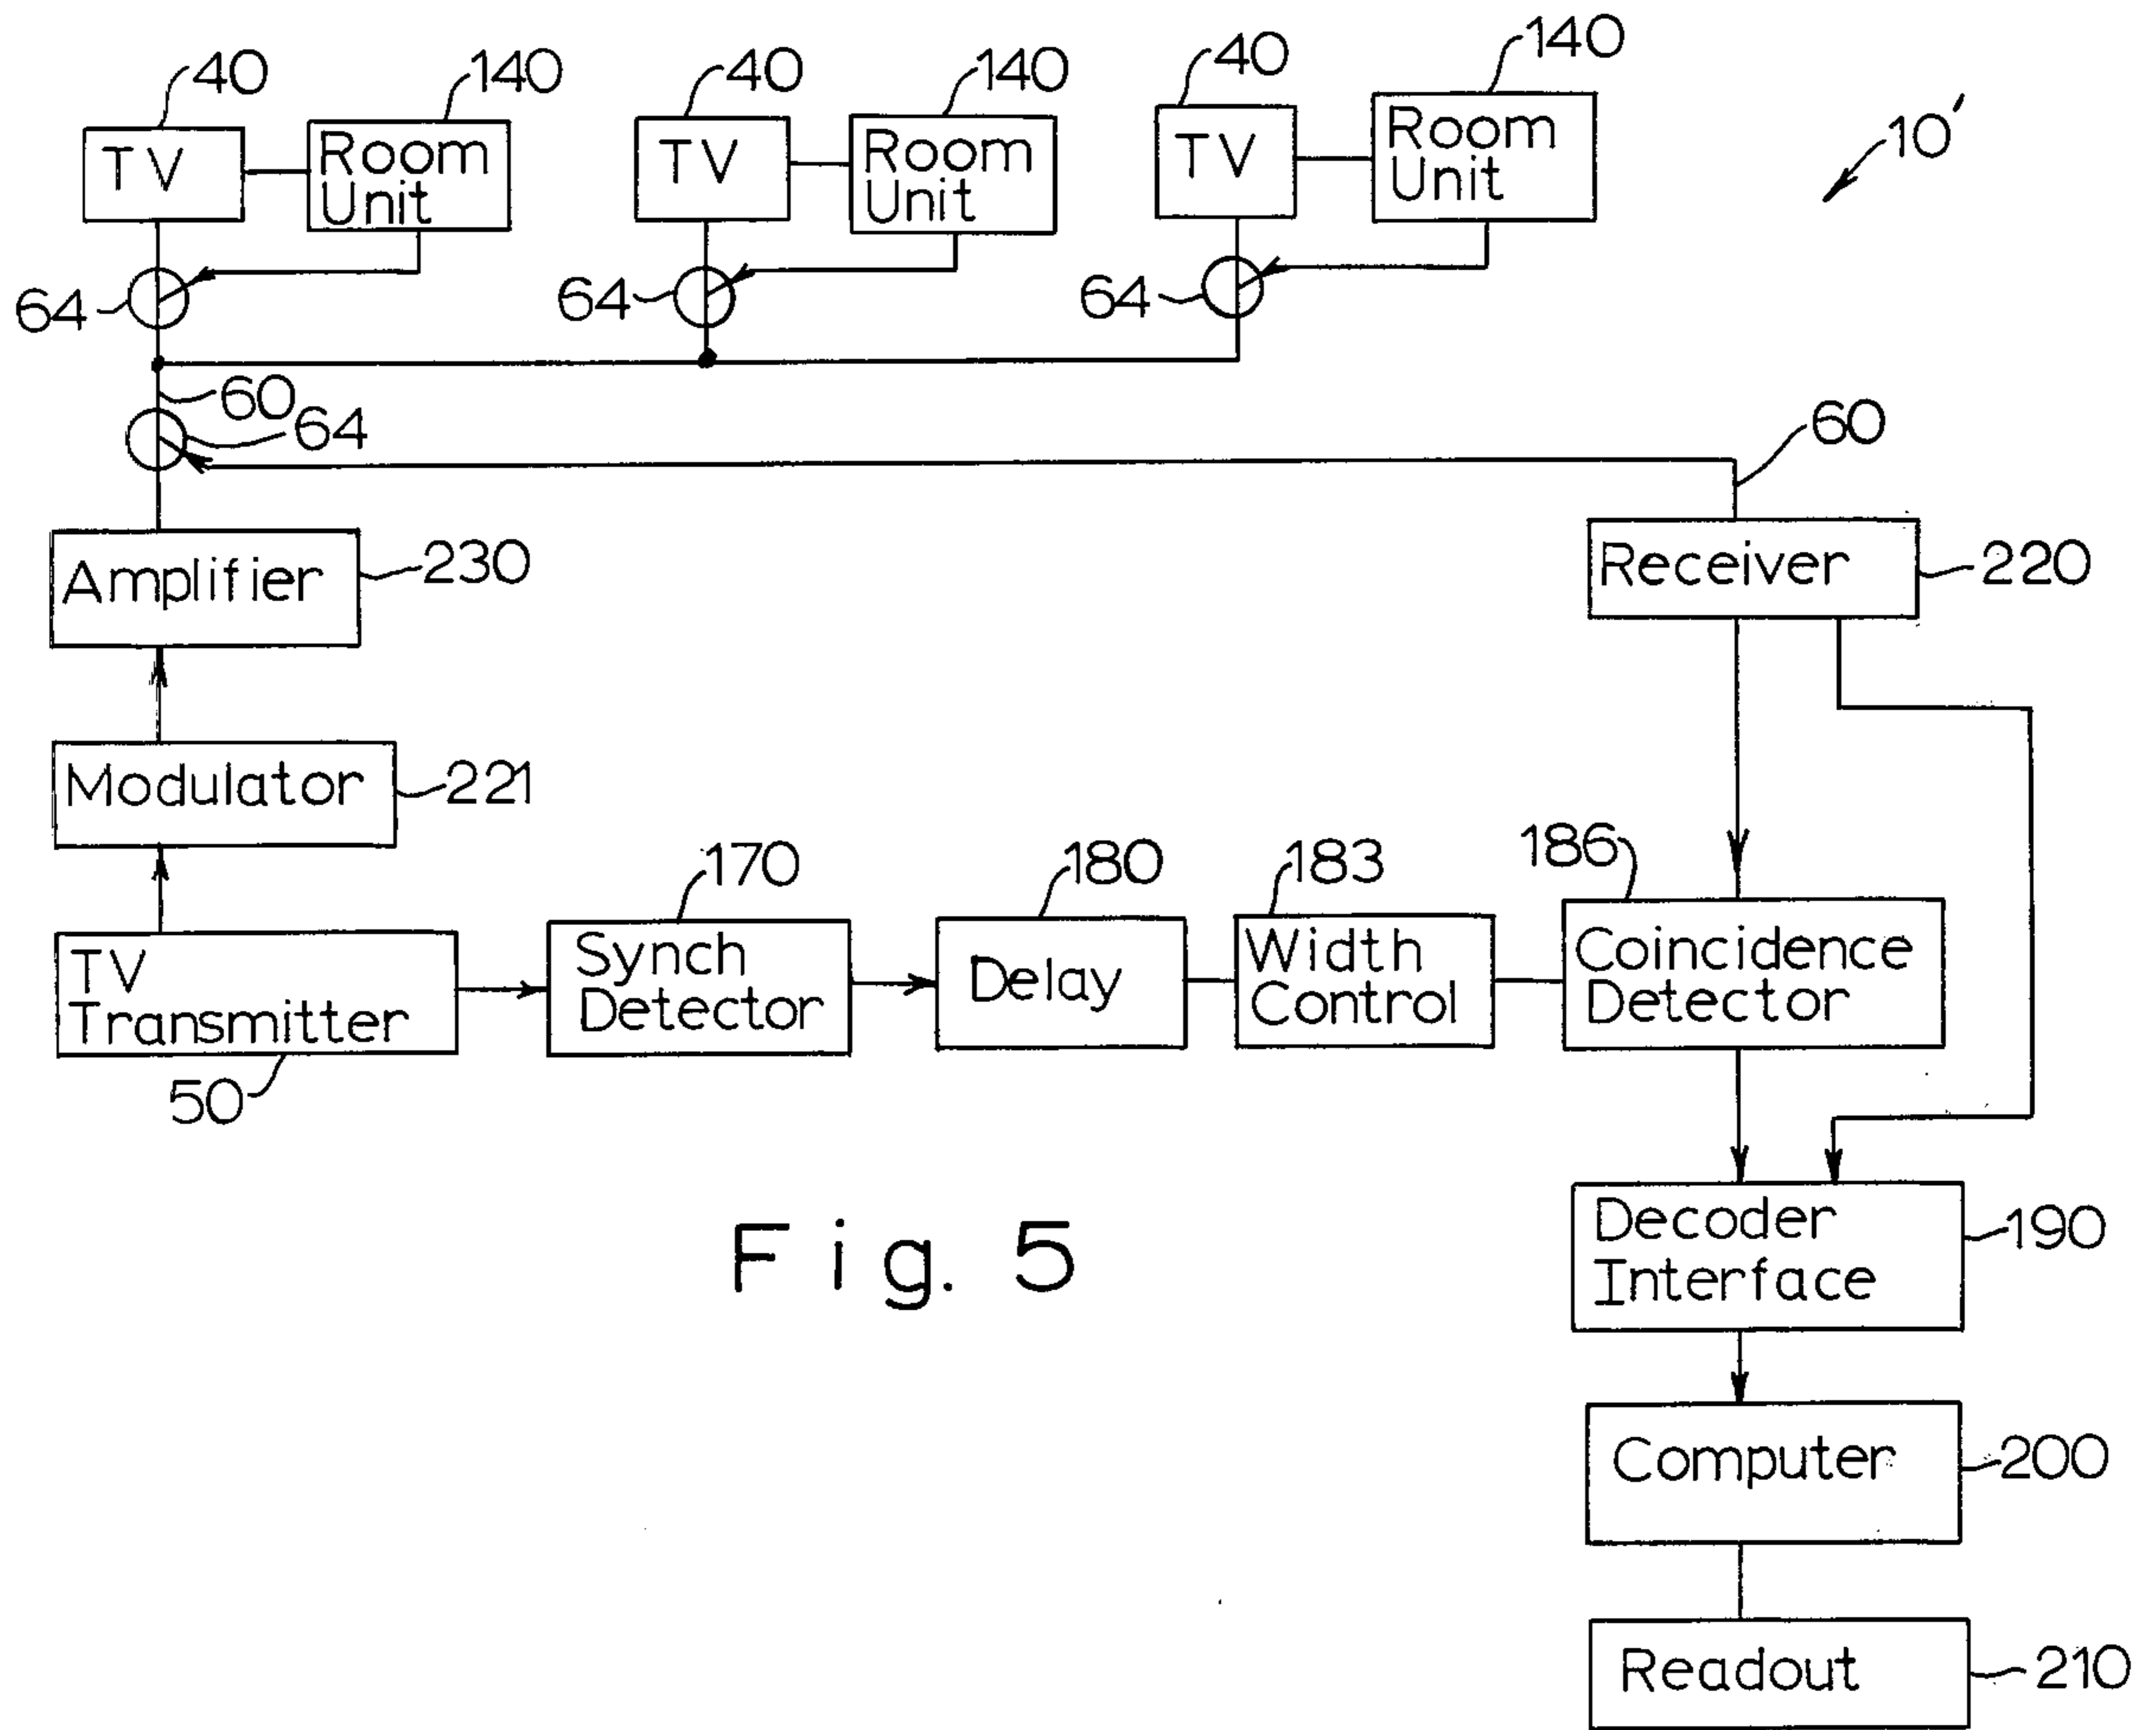 40
140
40
140
40
140
10'
TV
Room
Unit
TV
Room
Unit
TV
Room
Unit
64
64
64
60
64
60
Amplifier
230
Receiver
220
Modulator
221
170
180
183
186
TV
Transmitter
50
Synch
Detector
Delay
Width
Control
Coincidence
Detector
Fig. 5
Decoder
Interface
190
Computer
200
Readout
210